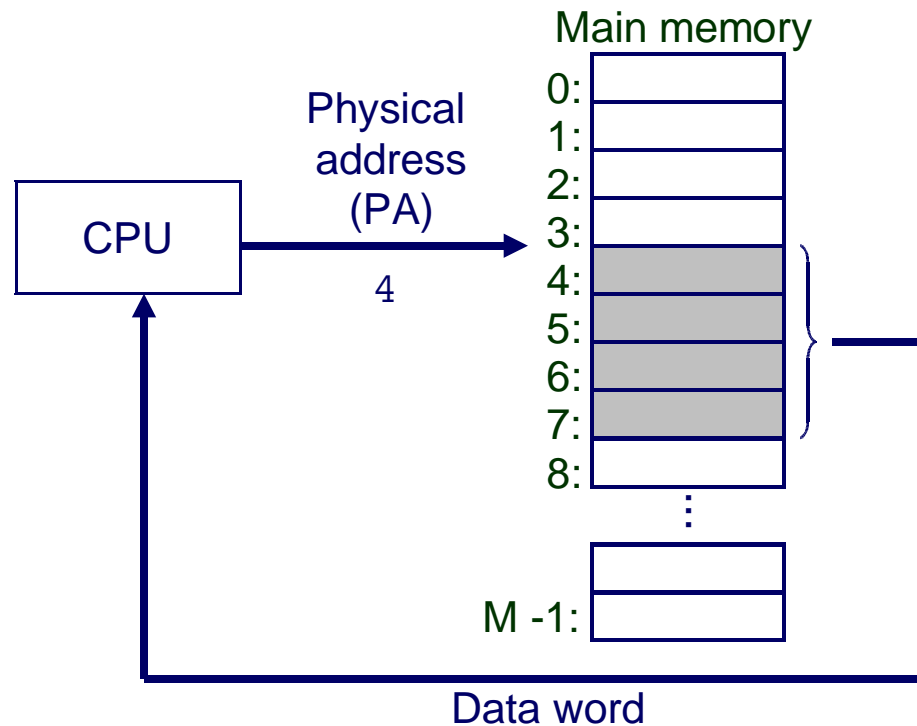 Main memory
0:
Physical
1:
address
2:
(PA)
CPU
3:
4
4:
5:
6:
7:
8:
...
M -1:
Data word